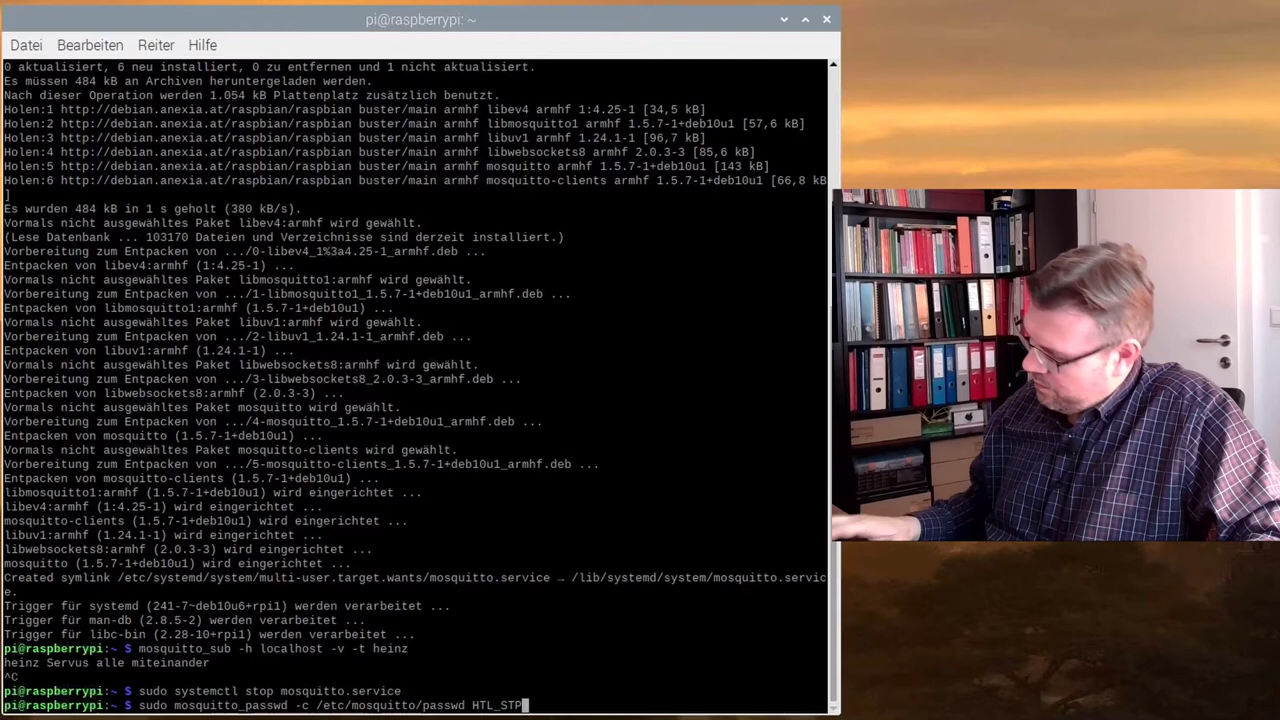 pi@raspberrypi: ~
Datei Bearbeiten Reiter Hilfe
0 aktualisiert, 6 neu installiert, 0 zu entfernen und 1 nicht aktualisiert.
Es müssen 484 kB an Archiven heruntergeladen werden.
Nach dieser Operation werden 1.054 kB Plattenplatz zusätzlich benutzt.
Holen:1 http://debian.anexia.at/raspbian/raspbian buster/main armhf libev4 armhf 1:4.25-1 [34,5 kB]
Holen:2 http://debian.anexia.at/raspbian/raspbian buster/main armhf libmosquitto1 armhf 1.5.7-1+deb10u1 [57,6 kB]
Holen:3 http://debian.anexia.at/raspbian/raspbian buster/main armhf libuv1 armhf 1.24.1-1 [96,7 kB]
Holen:4 http://debian.anexia.at/raspbian/raspbian buster/main armhf libwebsockets8 armhf 2.0.3-3 [85,6 kB]
Holen:5 http://debian.anexia.at/raspbian/raspbian buster/main armhf mosquitto armhf 1.5.7-1+deb10u1 [143 kB]
Holen:6 http://debian.anexia.at/raspbian/raspbian buster/main armhf mosquitto-clients armhf 1.5.7-1+deb10u1 [66,8 kB
]
Es wurden 484 kB in 1 s geholt (380 kB/s).
Vormals nicht ausgewähltes Paket libev4:armhf wird gewählt.
(Lese Datenbank ... 103170 Dateien und Verzeichnisse sind derzeit installiert.)
Vorbereitung zum Entpacken von .../0-libev4_1%3a4.25-1_armhf.deb ...
Entpacken von libev4:armhf (1:4.25-1) ...
Vormals nicht ausgewähltes Paket libmosquitto1:armhf wird gewählt.
Vorbereitung zum Entpacken von .../1-libmosquitto1_1.5.7-1+deb10u1_armhf.deb ...
Entpacken von libmosquitto1:armhf (1.5.7-1+deb10u1) ...
Vormals nicht ausgewähltes Paket libuv1:armhf wird gewählt.
Vorbereitung zum Entpacken von .../2-libuv1_1.24.1-1_armhf.deb ...
Entpacken von libuv1:armhf (1.24.1-1) ...
Vormals nicht ausgewähltes Paket libwebsockets8:armhf wird gewählt.
Vorbereitung zum Entpacken von .../3-libwebsockets8_2.0.3-3_armhf.deb ...
Entpacken von libwebsockets8:armhf (2.0.3-3) ...
Vormals nicht ausgewähltes Paket mosquitto wird gewählt.
Vorbereitung zum Entpacken von .../4-mosquitto_1.5.7-1+deb10u1_armhf.deb ...
Entpacken von mosquitto (1.5.7-1+deb10u1) ...
Vormals nicht ausgewähltes Paket mosquitto-clients wird gewählt.
Vorbereitung zum Entpacken von .../5-mosquitto-clients_1.5.7-1+deb10u1_armhf.deb ...
Entpacken von mosquitto-clients (1.5.7-1+deb10u1) ...
libmosquitto1:armhf (1.5.7-1+deb10u1) wird eingerichtet ...
libev4:armhf (1:4.25-1) wird eingerichtet ...
mosquitto-clients (1.5.7-1+deb10u1) wird eingerichtet ...
libuv1:armhf (1.24.1-1) wird eingerichtet ...
libwebsockets8:armhf (2.0.3-3) wird eingerichtet ...
mosquitto (1.5.7-1+deb10u1) wird eingerichtet ...
Created symlink /etc/systemd/system/multi-user.target.wants/mosquitto.service → /lib/systemd/system/mosquitto.servic
e.
Trigger für systemd (241-7~deb10u6+rpi1) werden verarbeitet ...
Trigger für man-db (2.8.5-2) werden verarbeitet ...
Trigger für libc-bin (2.28-10+rpi1) werden verarbeitet ...
pi@raspberrypi:~ $ mosquitto_sub -h localhost -v -t heinz
heinz Servus alle miteinander
^C
pi@raspberrypi:~ $ sudo systemctl stop mosquitto.service
pi@raspberrypi:~ $ sudo mosquitto_passwd -c /etc/mosquitto/passwd HTL_STP